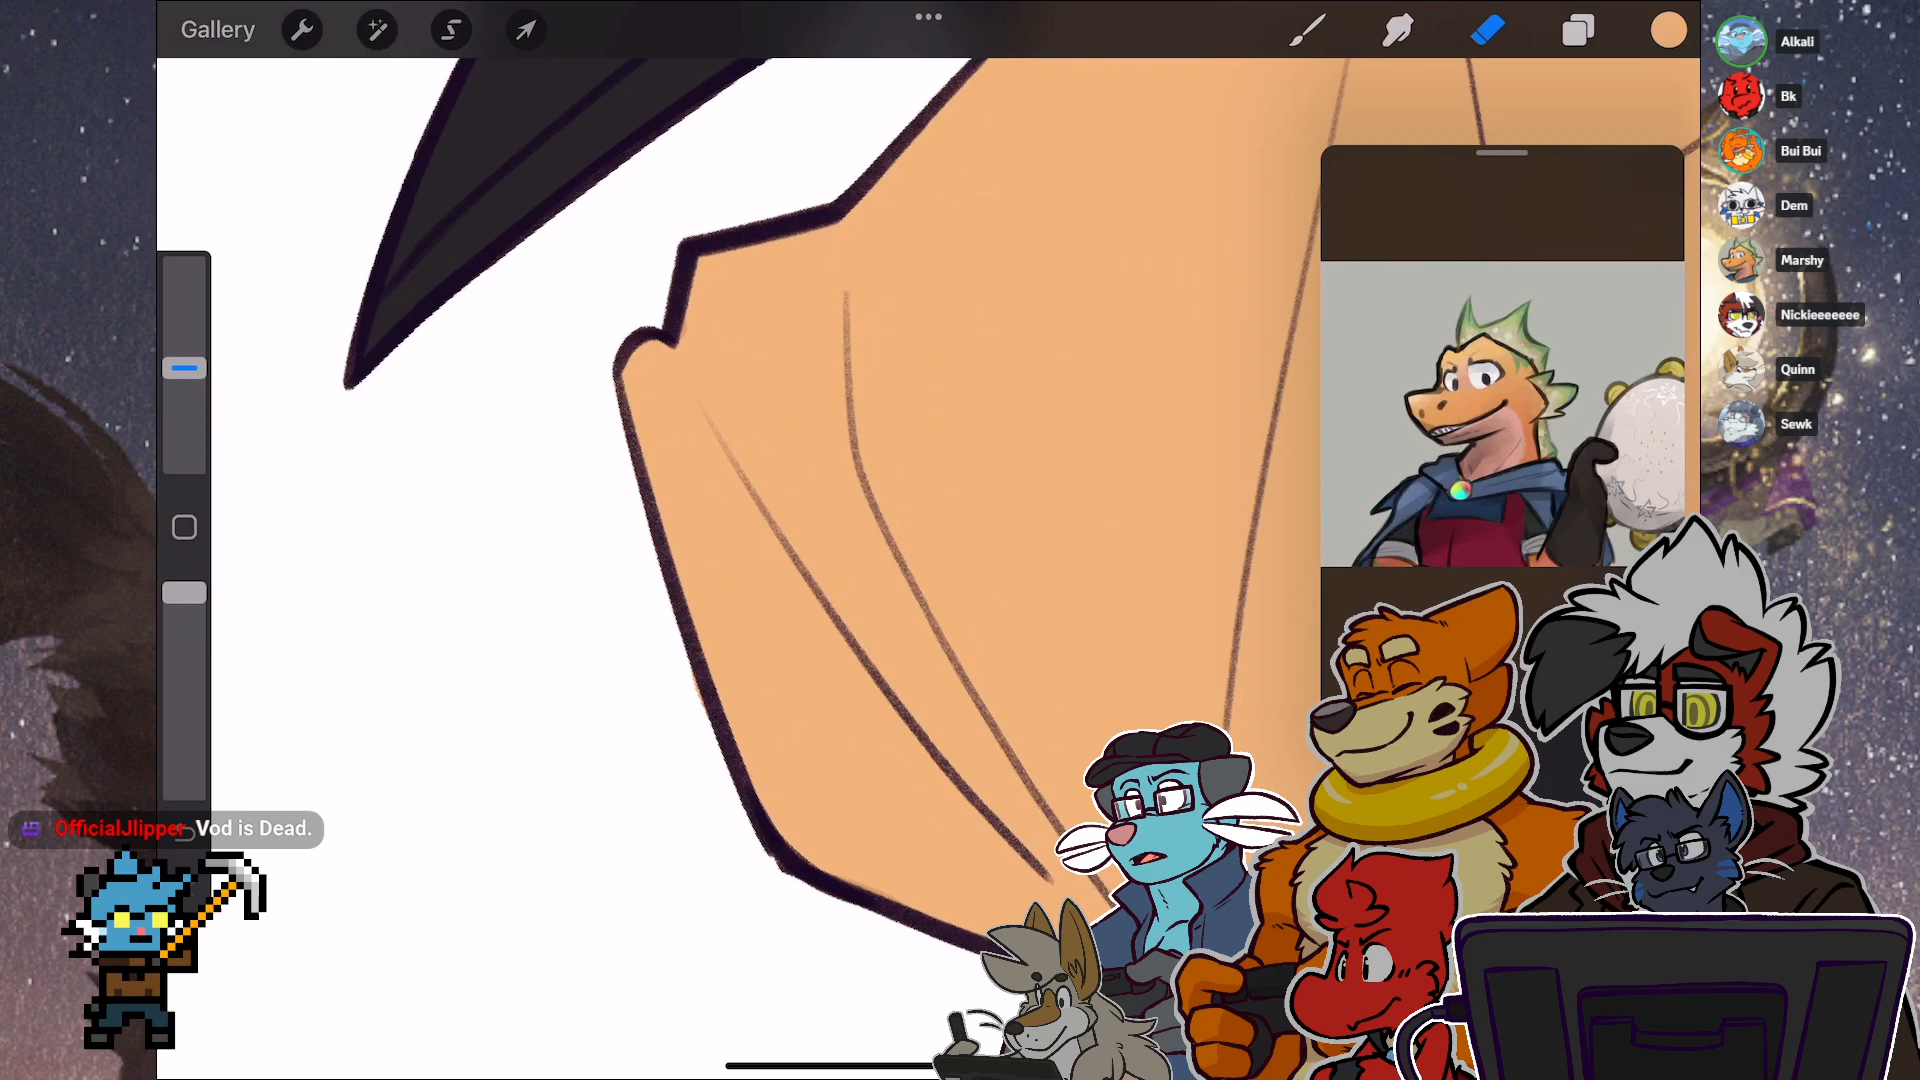 Gallery
Alkali
Bk
Bui Bui
Dem
Marshy
Nickieeeeeee
Quinn
Sewk
OfficialJlipper Vod is Dead.